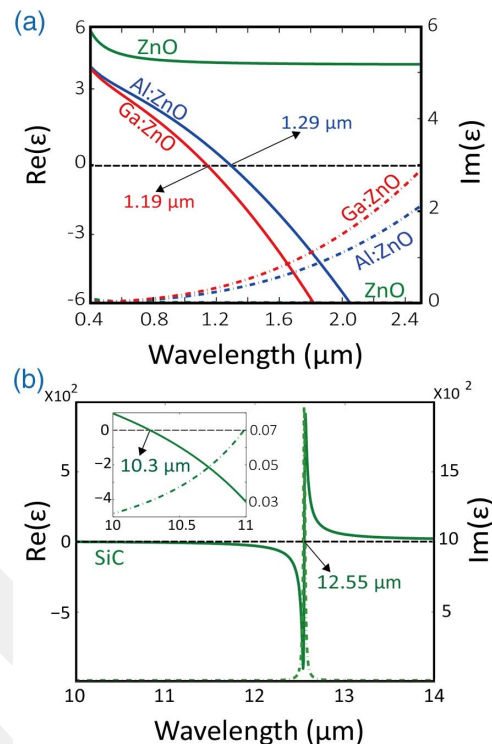 (a)
6
3
0
-3
-6
Re(ε)
ZnO
Al:ZnO
Ga:ZnO
1.29 µm
1.19 µm
Ga:ZnO
Al:ZnO
ZnO
6
5
4
3
2
1
0
Im(ε)
0.4 0.8 1.2 1.6 2.0 2.4
Wavelength (µm)
(b)
X10²
X10²
5
0
−5
Re(ε)
0
−2
−4
10.3 µm
0.07
0.05
0.03
10 10.5 11
SiC
12.55 µm
15
10
5
Im(ε)
10 11 12 13 14
Wavelength (µm)